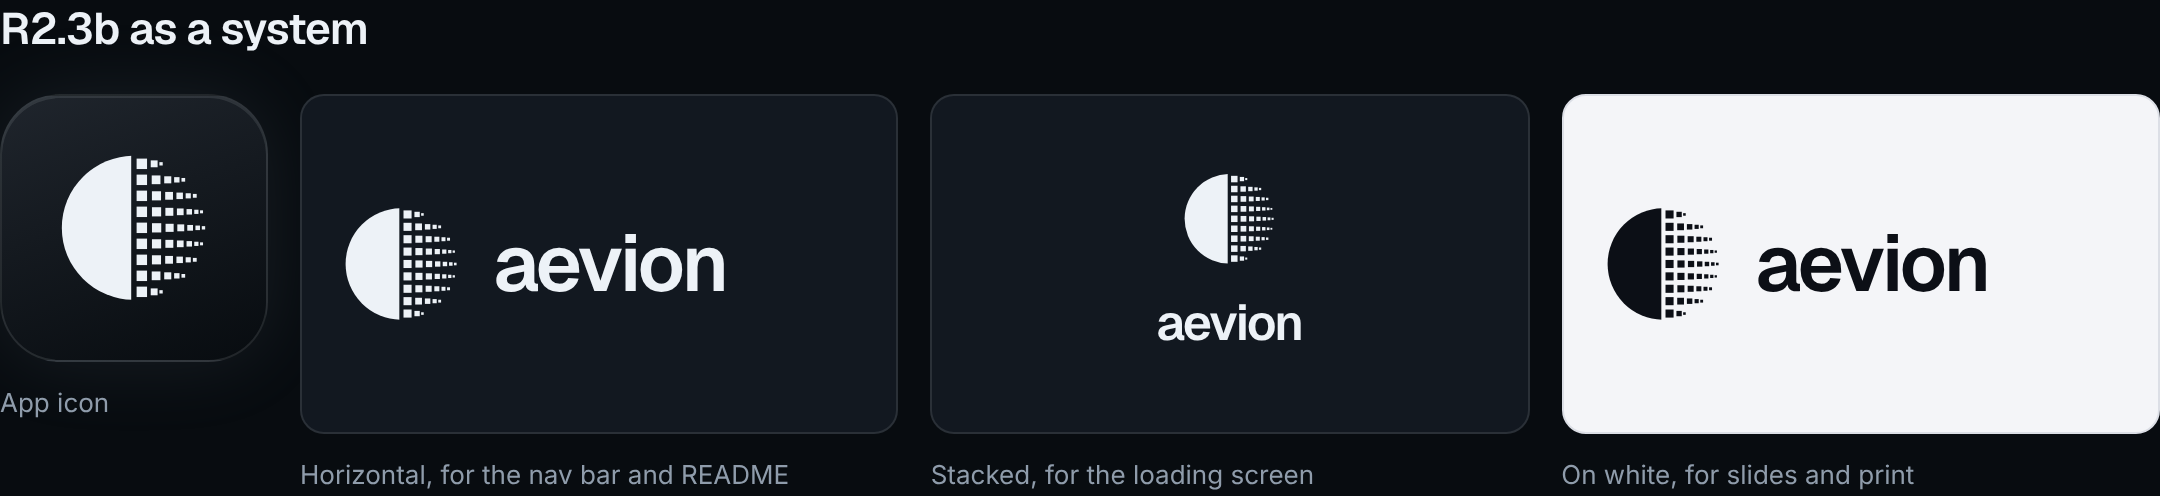 R2.3b as a system
App icon
aevion
Horizontal, for the nav bar and README
aevion
Stacked, for the loading screen
aevion
On white, for slides and print